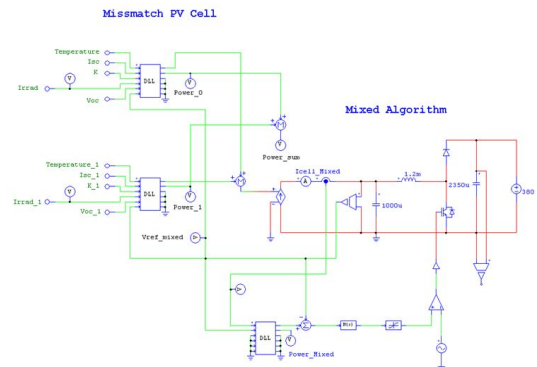 Missmatch PV Cell
Temperature
Isc
K
Irrad
V
Voc
DLL
V
Power_0
M
V
Power_sum
Mixed Algorithm
Temperature_1
Isc_1
K_1
Irrad_1
V
Voc_1
DLL
V
Power_1
M
Icell_Mixed
A
1.2m
1000u
2350u
380
Vref_mixed
V
V
DLL
V
Power_Mixed
Σ